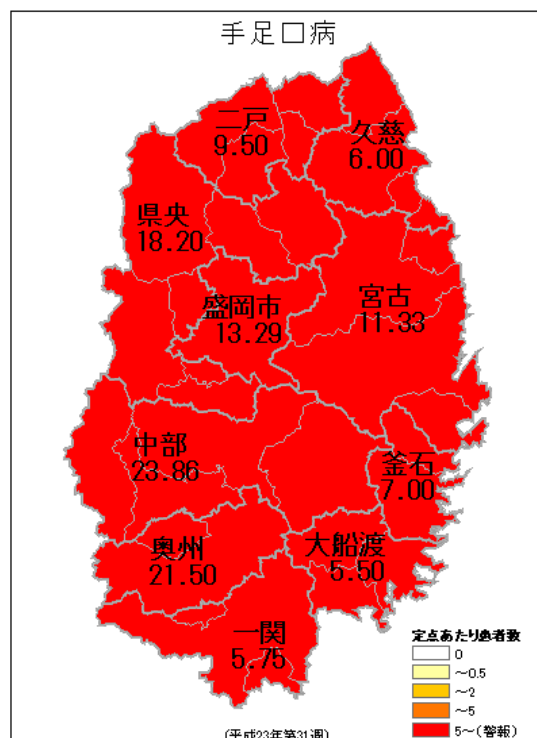 手足口病
二戸
9.50
久慈
6.00
県央
18.20
盛岡市
13.29
宮古
11.33
中部
23.86
釜石
7.00
奥州
21.50
大船渡
5.50
一関
5.75
定点あたり患者数
0
～0.5
～2
～5
5～(警報)
(平成23年第31週)